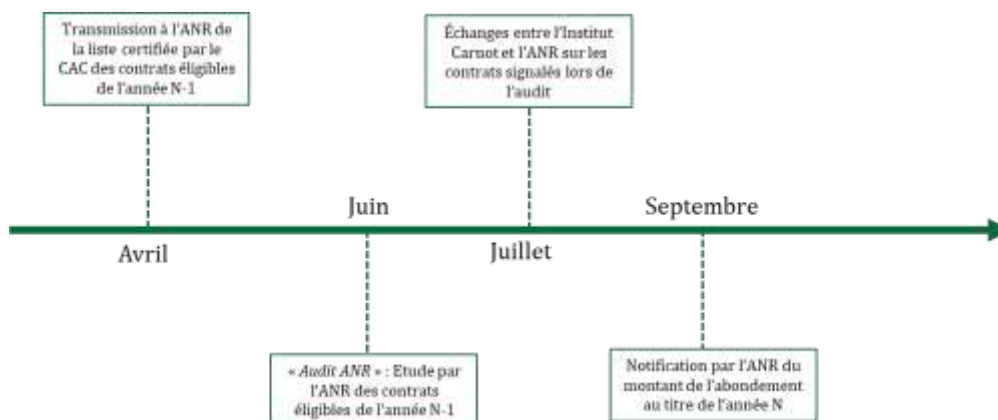 Transmission à l'ANR de
la liste certifiée par le
CAC des contrats éligibles
de l'année N-1
Échanges entre l'Institut
Carnot et l'ANR sur les
contrats signalés lors de
l'audit
Juin
Septembre
Avril
Juillet
« Audit ANR » : Etude par
l'ANR des contrats
éligibles de l'année N-1
Notification par l'ANR du
montant de l'abondement
au titre de l'année N